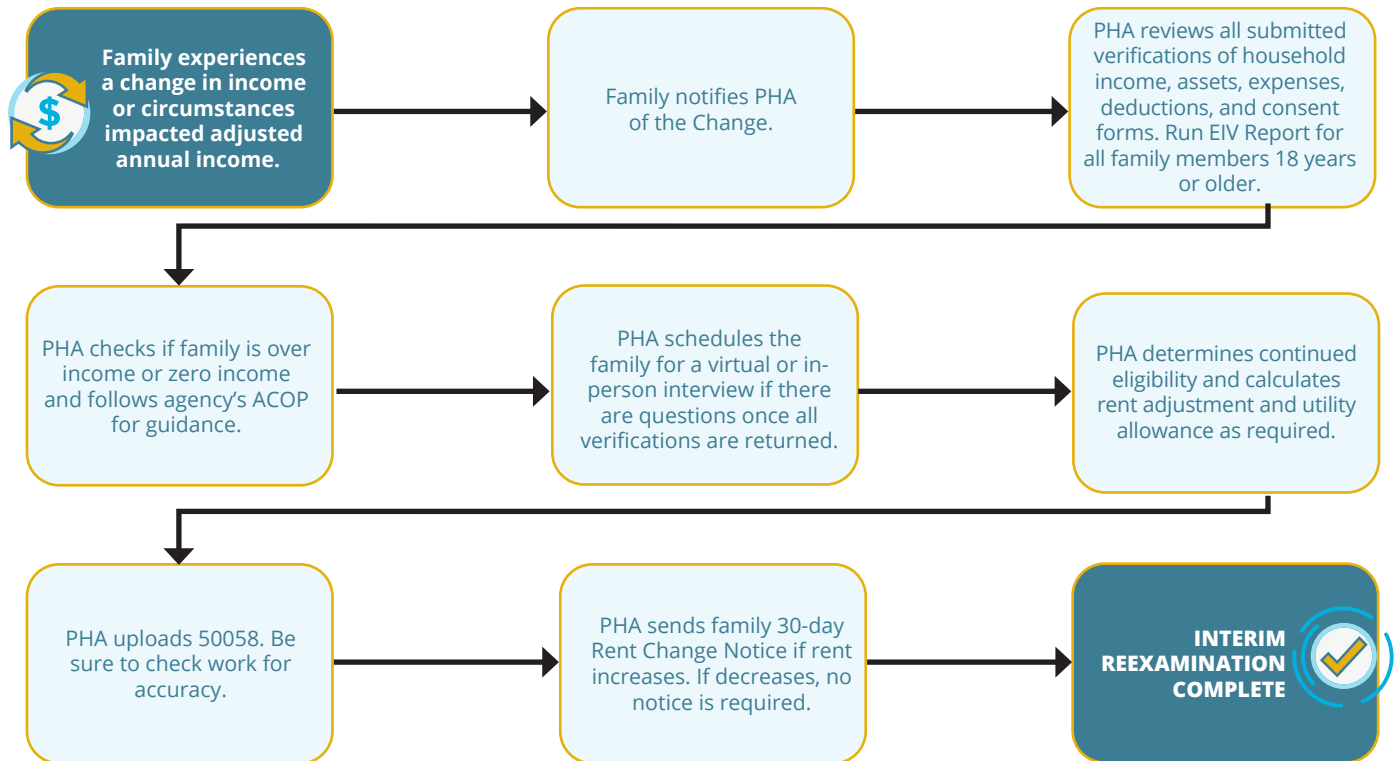 Family experiences
a change in income
or circumstances
impacted adjusted
annual income.
$
Family notifies PHA
of the Change.
PHA reviews all submitted
verifications of household
income, assets, expenses,
deductions, and consent
forms. Run EIV Report for
all family members 18 years
or older.
PHA checks if family is over
income or zero income
and follows agency's ACOP
for guidance.
PHA schedules the
family for a virtual or in-
person interview if there
are questions once all
verifications are returned.
PHA determines continued
eligibility and calculates
rent adjustment and utility
allowance as required.
PHA uploads 50058. Be
sure to check work for
accuracy.
PHA sends family 30-day
Rent Change Notice if rent
increases. If decreases, no
notice is required.
INTERIM
REEXAMINATION
COMPLETE